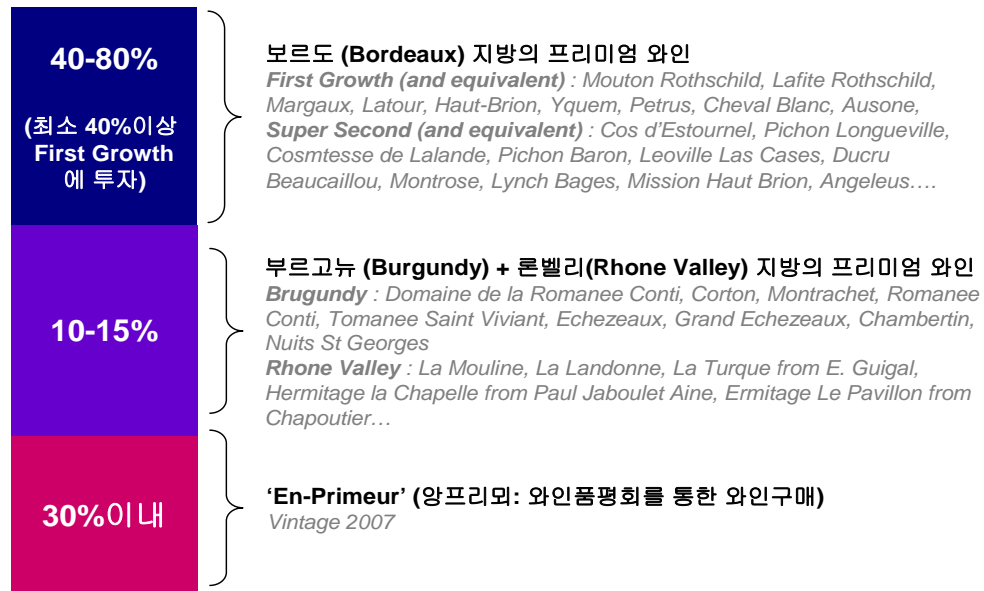 40-80%
(최소 40%이상
First Growth
에 투자)
보르도 (Bordeaux) 지방의 프리미엄 와인
First Growth (and equivalent) : Mouton Rothschild, Lafite Rothschild,
Margaux, Latour, Haut-Brion, Yquem, Petrus, Cheval Blanc, Ausone,
Super Second (and equivalent) : Cos d'Estournel, Pichon Longueville,
Cosmtesse de Lalande, Pichon Baron, Leoville Las Cases, Ducru
Beaucaillou, Montrose, Lynch Bages, Mission Haut Brion, Angeleus….
10-15%
부르고뉴 (Burgundy) + 론벨리(Rhone Valley) 지방의 프리미엄 와인
Brugundy : Domaine de la Romanee Conti, Corton, Montrachet, Romanee
Conti, Tomanee Saint Viviant, Echezeaux, Grand Echezeaux, Chambertin,
Nuits St Georges
Rhone Valley : La Mouline, La Landonne, La Turque from E. Guigal,
Hermitage la Chapelle from Paul Jaboulet Aine, Ermitage Le Pavillon from
Chapoutier…
30%이내
'En-Primeur' (앙프리뫼: 와인품평회를 통한 와인구매)
Vintage 2007